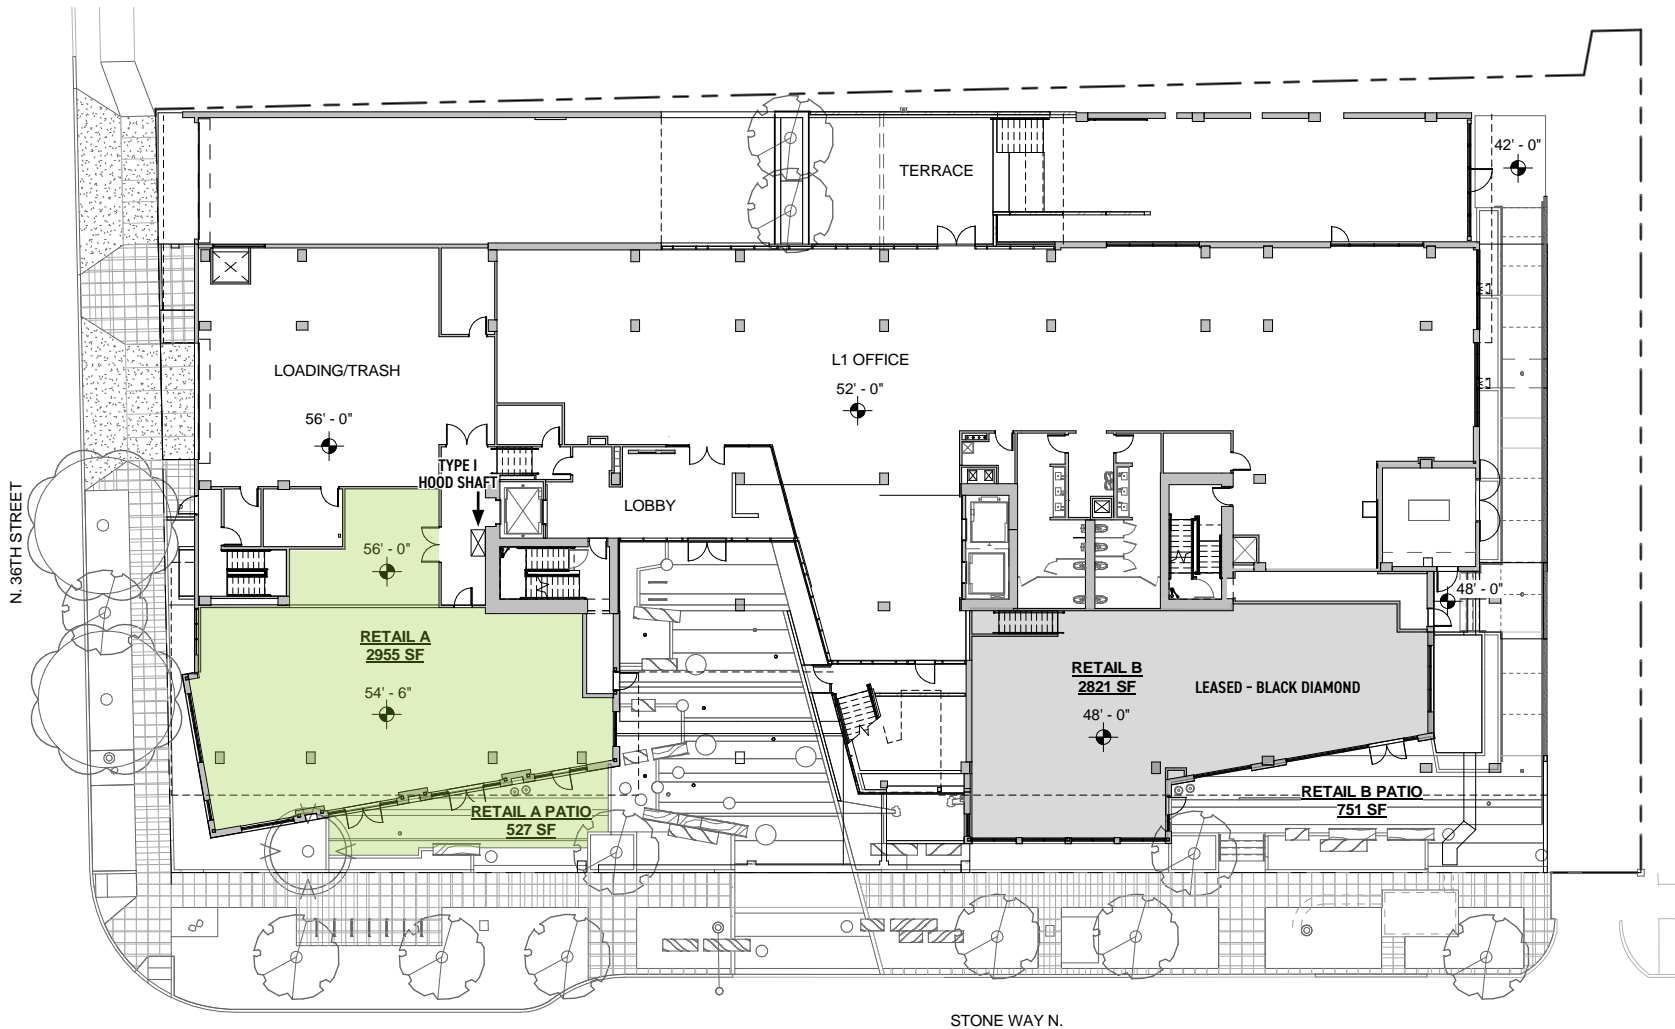 42' - 0"
TERRACE
LOADING/TRASH
56' - 0"
L1 OFFICE
52' - 0"
TYPE I
HOOD SHAFT
LOBBY
N. 36TH STREET
56' - 0"
48' - 0"
RETAIL A
2955 SF
54' - 6"
RETAIL B
2821 SF
LEASED - BLACK DIAMOND
48' - 0"
RETAIL A PATIO
527 SF
RETAIL B PATIO
751 SF
STONE WAY N.